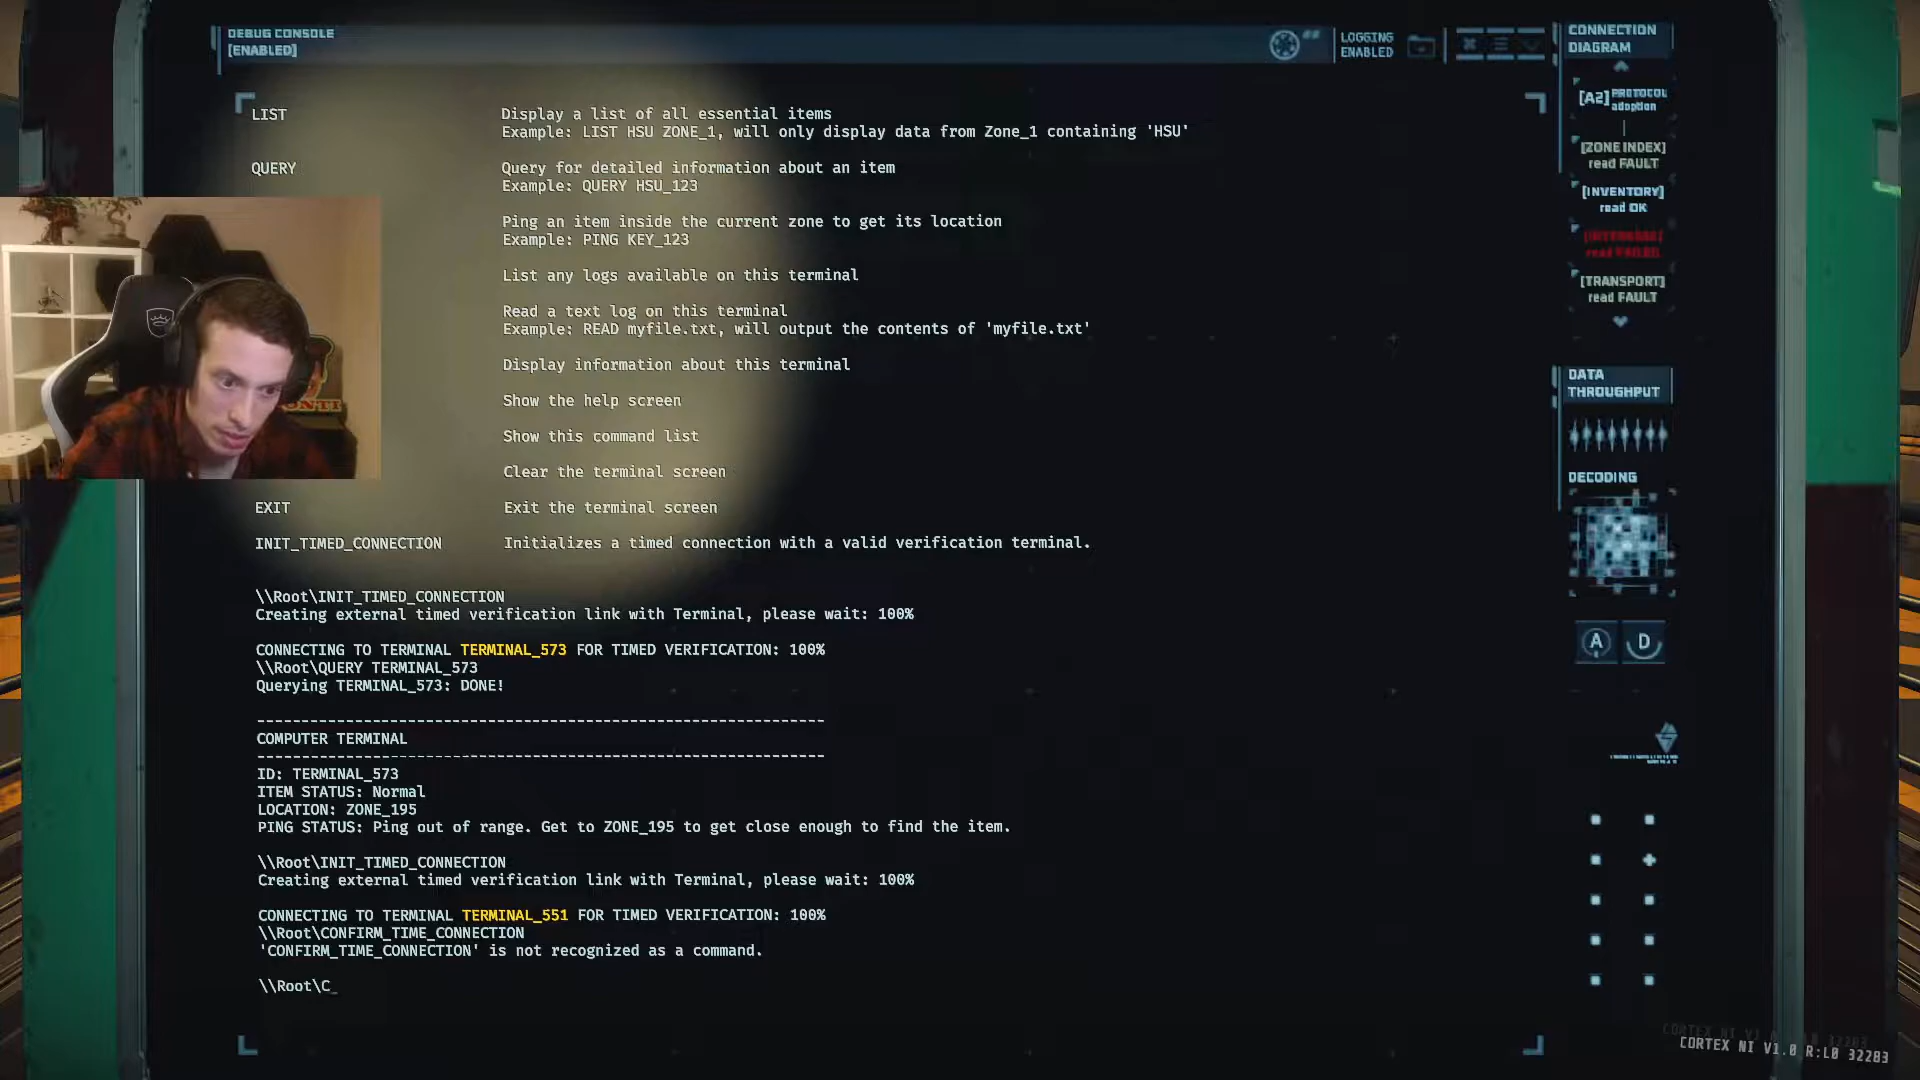 DEBUG CONSOLE
[ENABLED]
LOGGING
ENABLED
LIST Display a list of all essential items
Example: LIST HSU ZONE_1, will only display data from Zone_1 containing 'HSU'
QUERY Query for detailed information about an item
Example: QUERY HSU_123
Ping an item inside the current zone to get its location
Example: PING KEY_123
List any logs available on this terminal
Read a text log on this terminal
Example: READ myfile.txt, will output the contents of 'myfile.txt'
Display information about this terminal
Show the help screen
Show this command list
Clear the terminal screen
EXIT Exit the terminal screen
INIT_TIMED_CONNECTION Initializes a timed connection with a valid verification terminal.
\\Root\INIT_TIMED_CONNECTION
Creating external timed verification link with Terminal, please wait: 100%
CONNECTING TO TERMINAL TERMINAL_573 FOR TIMED VERIFICATION: 100%
\\Root\QUERY TERMINAL_573
Querying TERMINAL_573: DONE!
----------------------------------------------------------------
COMPUTER TERMINAL
----------------------------------------------------------------
ID: TERMINAL_573
ITEM STATUS: Normal
LOCATION: ZONE_195
PING STATUS: Ping out of range. Get to ZONE_195 to get close enough to find the item.
\\Root\INIT_TIMED_CONNECTION
Creating external timed verification link with Terminal, please wait: 100%
CONNECTING TO TERMINAL TERMINAL_551 FOR TIMED VERIFICATION: 100%
\\Root\CONFIRM_TIME_CONNECTION
'CONFIRM_TIME_CONNECTION' is not recognized as a command.
\\Root\C_
CONNECTION
DIAGRAM
[A2] PROTOCOL
adoption
[ZONE INDEX]
read FAULT
[INVENTORY]
read OK
read FAILED
[TRANSPORT]
read FAULT
DATA
THROUGHPUT
DECODING
A D
CORTEX NI V1.0 R:L0 32203